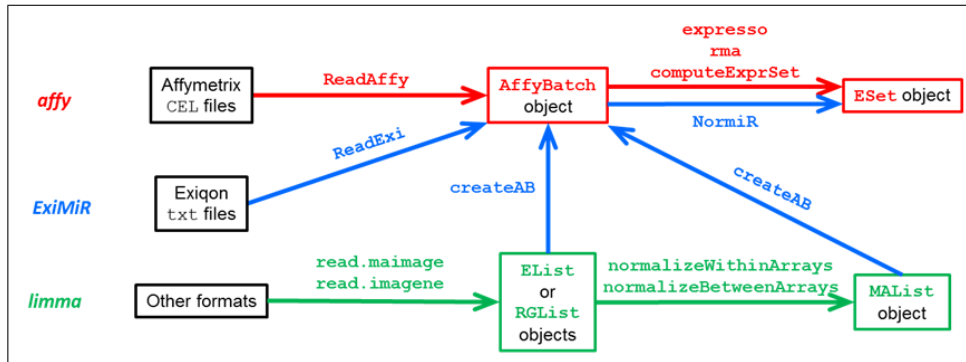 expresso
rma
computeExprSet
affy
Affymetrix
CEL files
ReadAffy
AffyBatch
object
ESet object
NormiR
ReadExi
createAB
createAB
ExiMiR
Exiqon
txt files
limma
Other formats
read.maimage
read.imagene
EList
or
RGList
objects
normalizeWithinArrays
normalizeBetweenArrays
MAList
object